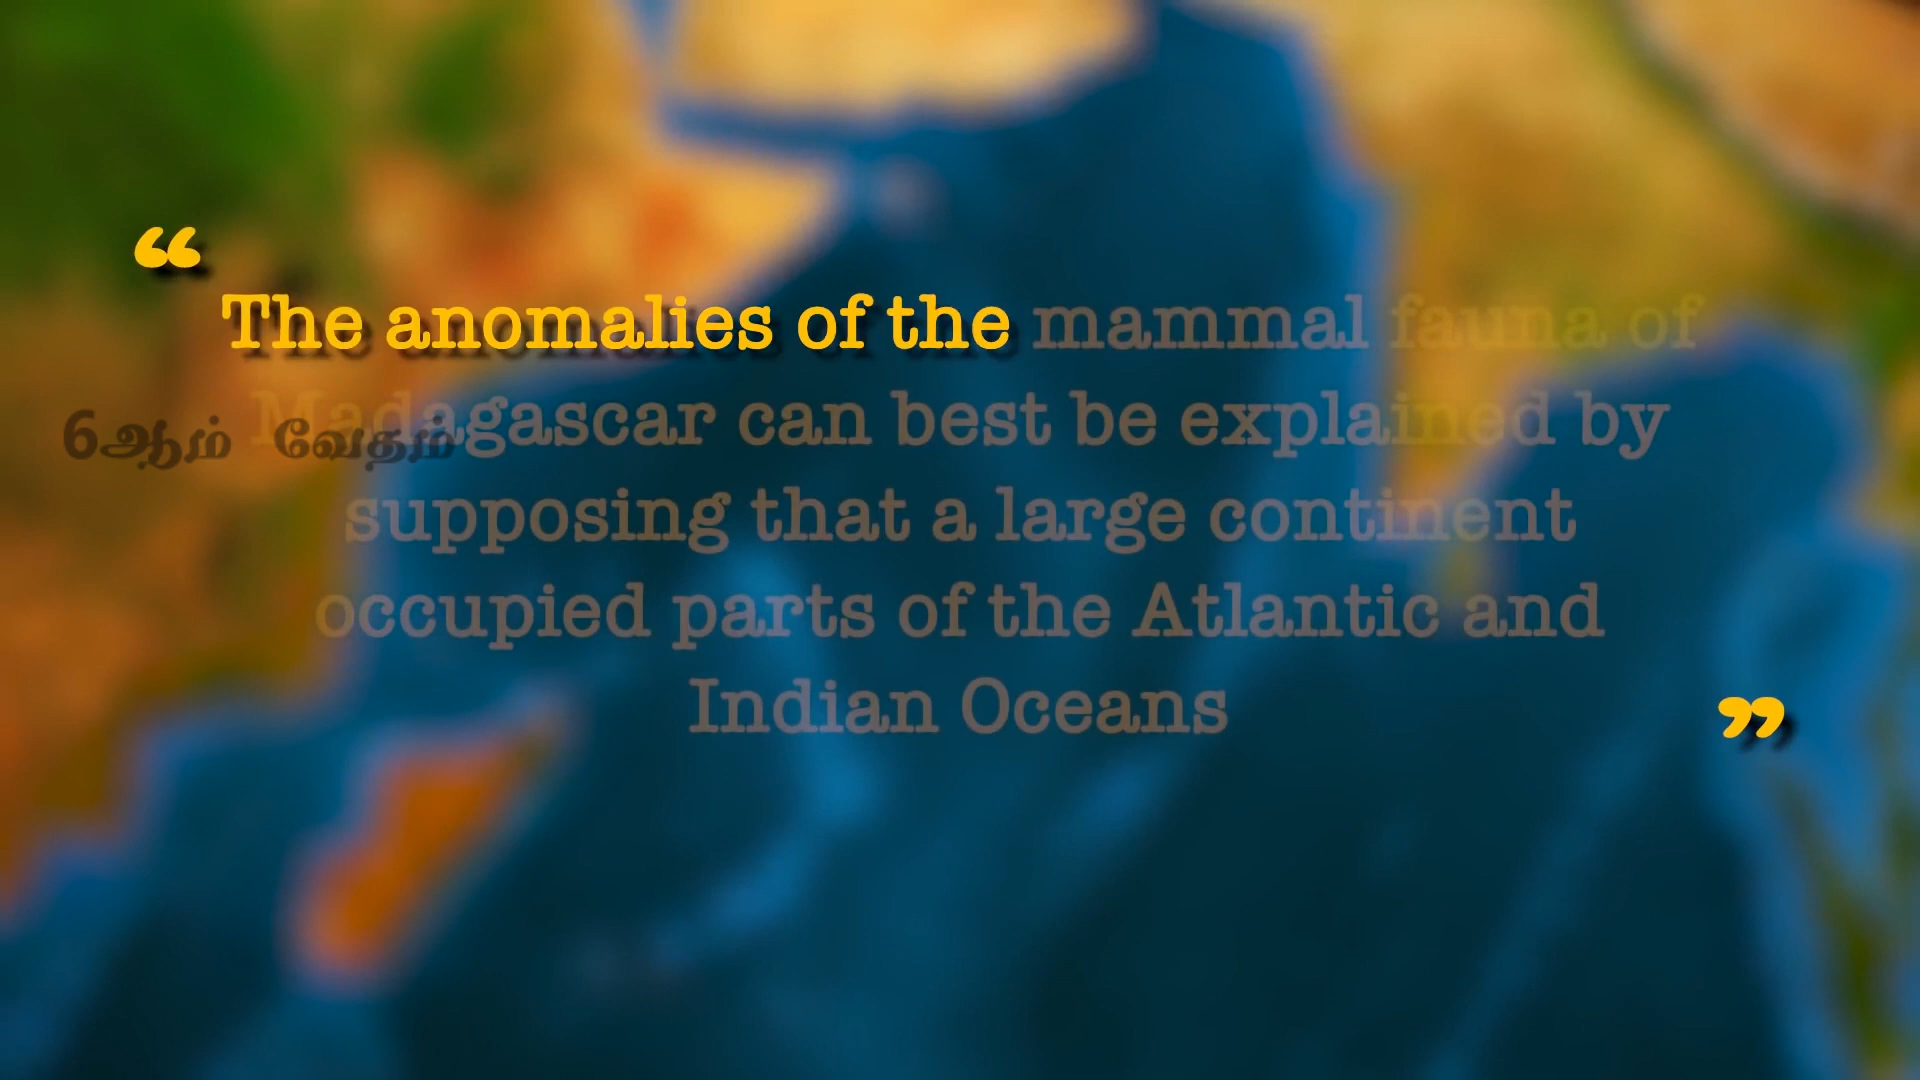 “
The anomalies of the mammal fauna of
Madagascar can best be explained by
6ஆம் வேதம்
supposing that a large continent
occupied parts of the Atlantic and
Indian Oceans
”